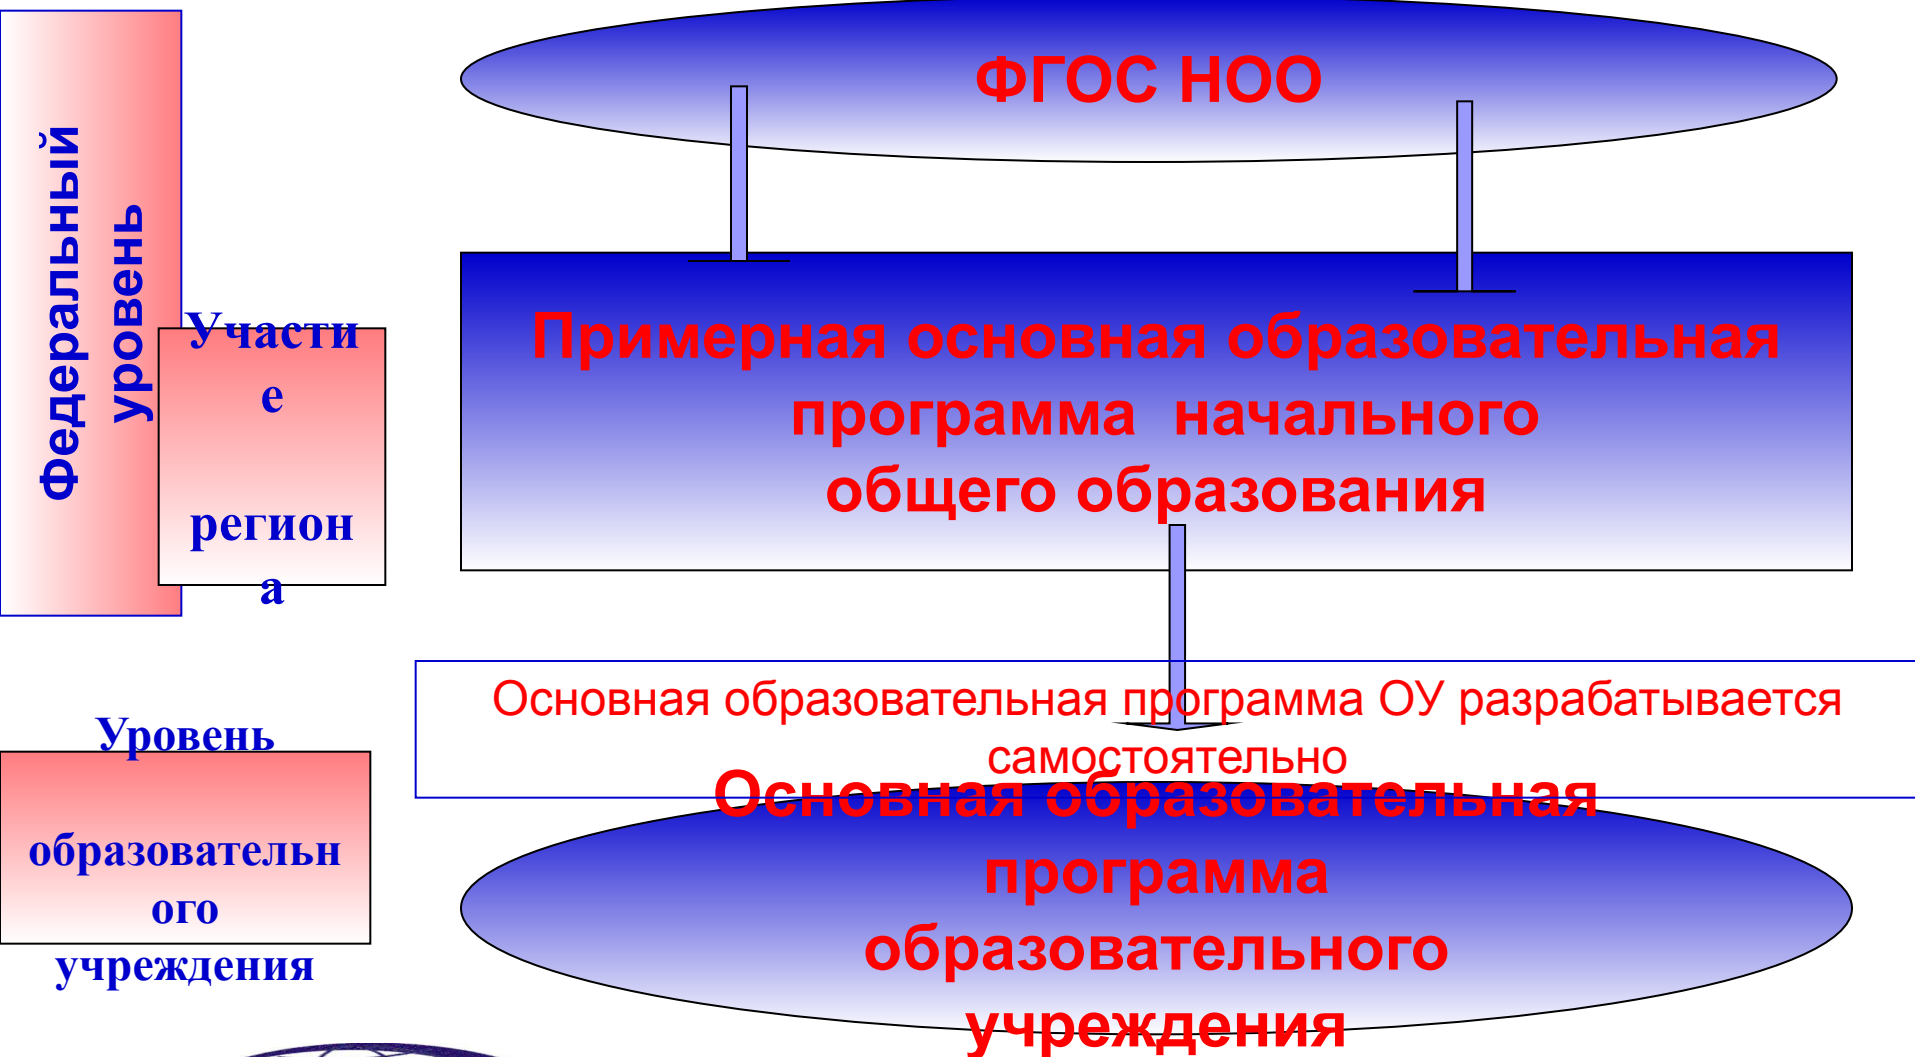 ФГОС НОО
Федеральный
уровень
Участи
е
регион
а
Примерная основная образовательная
программа начального
общего образования
Основная образовательная программа ОУ разрабатывается
самостоятельно
Уровень
образовательн
ого
учреждения
Основная образовательная
программа
образовательного
учреждения